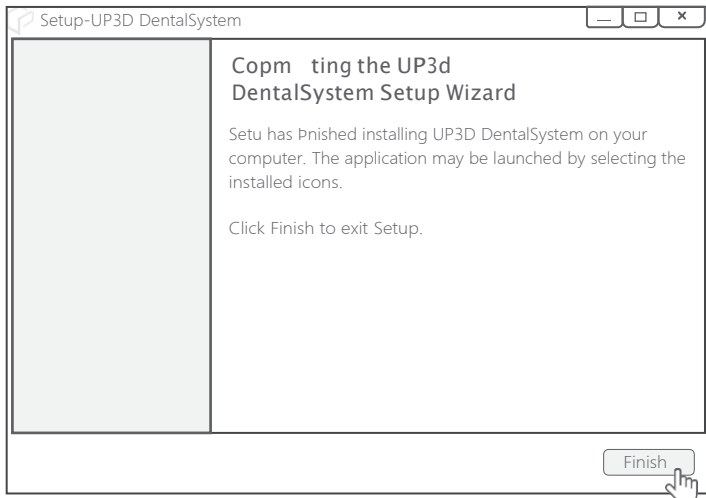 Setup-UP3D DentalSystem
Copm ting the UP3d
DentalSystem Setup Wizard
Setu has Þnished installing UP3D DentalSystem on your
computer. The application may be launched by selecting the
installed icons.
Click Finish to exit Setup.
Finish